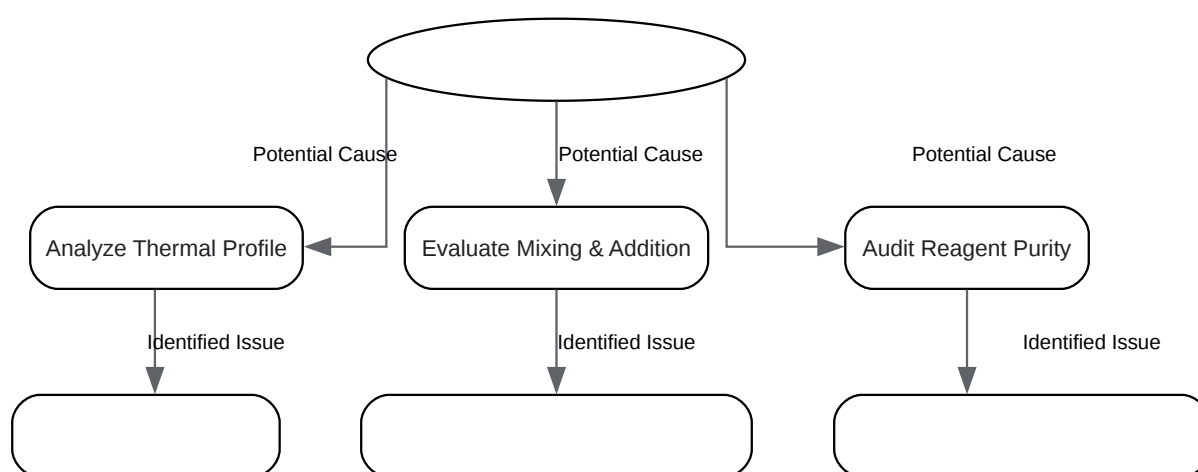 Potential Cause
Potential Cause
Potential Cause
Analyze Thermal Profile
Evaluate Mixing & Addition
Audit Reagent Purity
Identified Issue
Identified Issue
Identified Issue